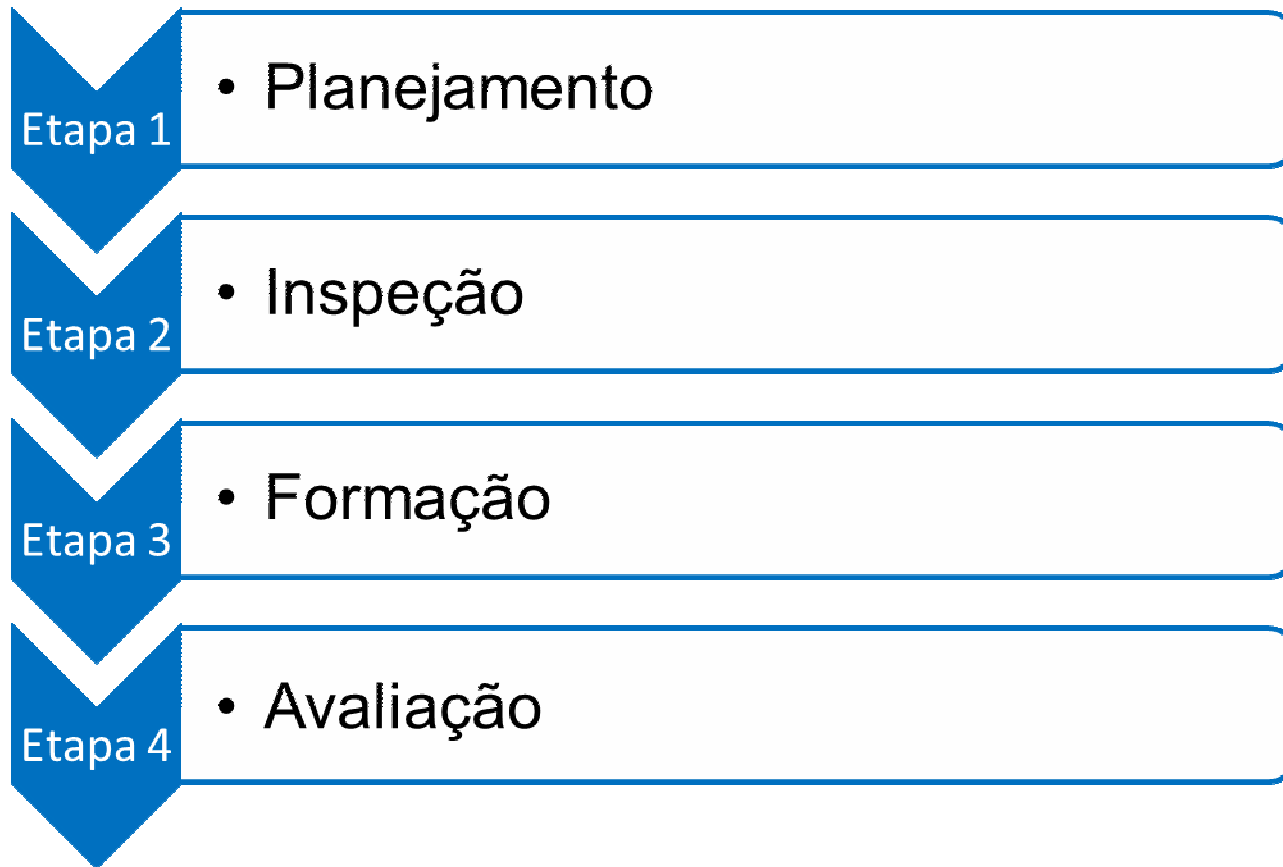 Etapa 1
• Planejamento
Etapa 2
• Inspeção
Etapa 3
• Formação
Etapa 4
• Avaliação